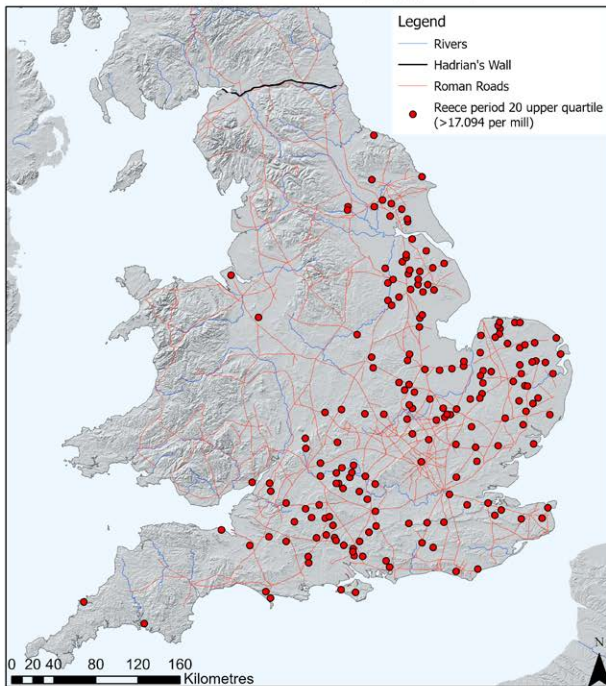 Legend
Rivers
Hadrian's Wall
Roman Roads
Reece period 20 upper quartile
(>17.094 per mill)
N
0 20 40 80 120 160
Kilometres